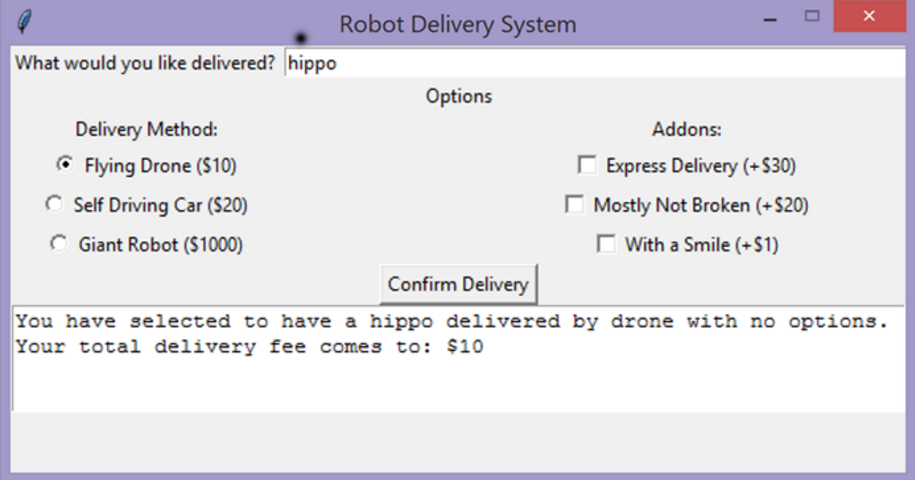 Robot Delivery System
What would you like delivered? hippo
Options
Delivery Method: Addons:
Flying Drone ($10) Express Delivery (+$30)
Self Driving Car ($20) Mostly Not Broken (+$20)
Giant Robot ($1000) With a Smile (+$1)
Confirm Delivery
You have selected to have a hippo delivered by drone with no options.
Your total delivery fee comes to: $10